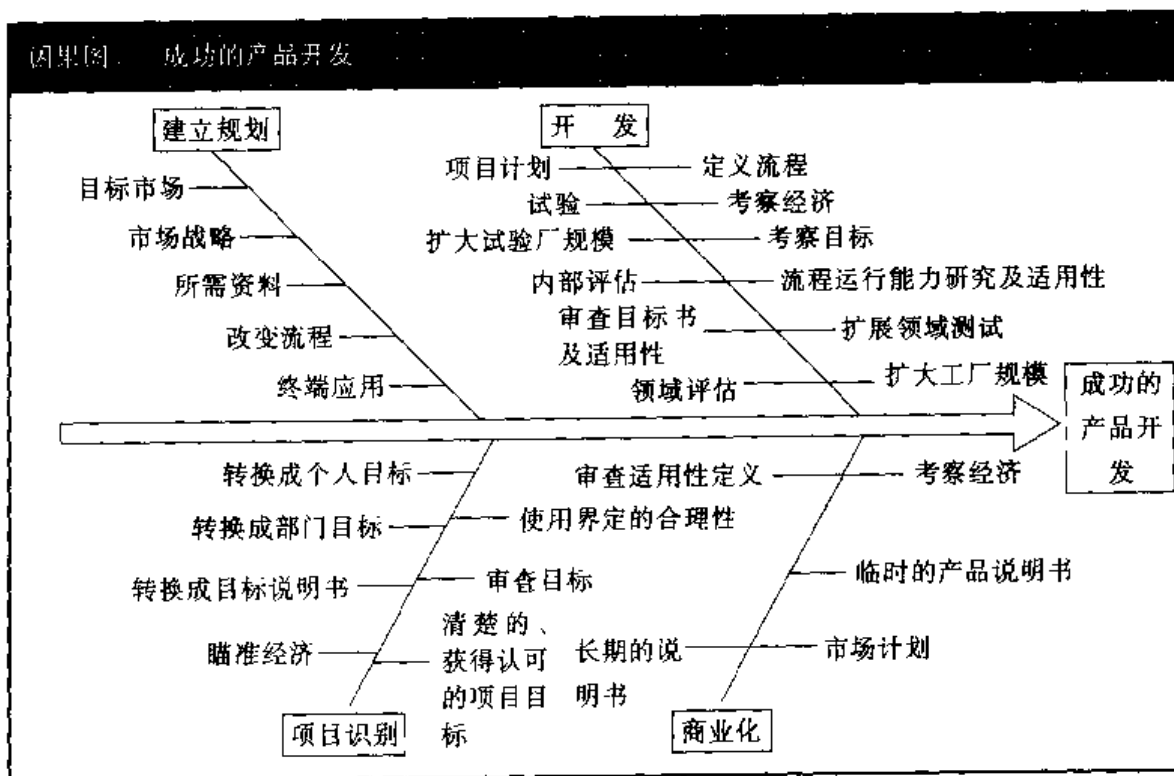 因果图：  成功的产品开发
建立规划
目标市场
市场战略
所需资料
改变流程
终端应用
开 发
项目计划
定义流程
试验
考察经济
扩大试验厂规模
考察目标
内部评估
流程运行能力研究及适用性
审查目标书
及适用性
扩展领域测试
领域评估
扩大工厂规模
成功的
产品开
发
转换成个人目标
转换成部门目标
使用界定的合理性
转换成目标说明书
审查目标
瞄准经济
清楚的、
获得认可
的项目目
标
项目识别
审查适用性定义
考察经济
临时的产品说明书
长期的说
明书
市场计划
商业化